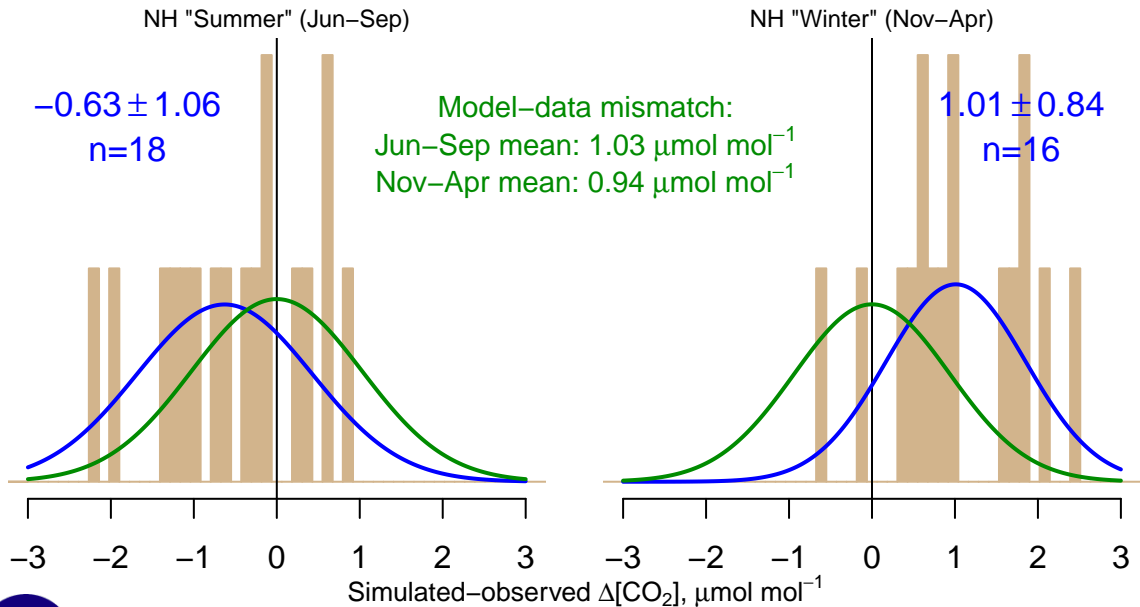 NH "Summer" (Jun−Sep)
NH "Winter" (Nov−Apr)
−0.63 ± 1.06
n=18
Model−data mismatch:
Jun−Sep mean: 1.03 μmol mol⁻¹
Nov−Apr mean: 0.94 μmol mol⁻¹
1.01 ± 0.84
n=16
−3 −2 −1 0 1 2 3
−3 −2 −1 0 1 2 3
Simulated−observed Δ[CO₂], μmol mol⁻¹